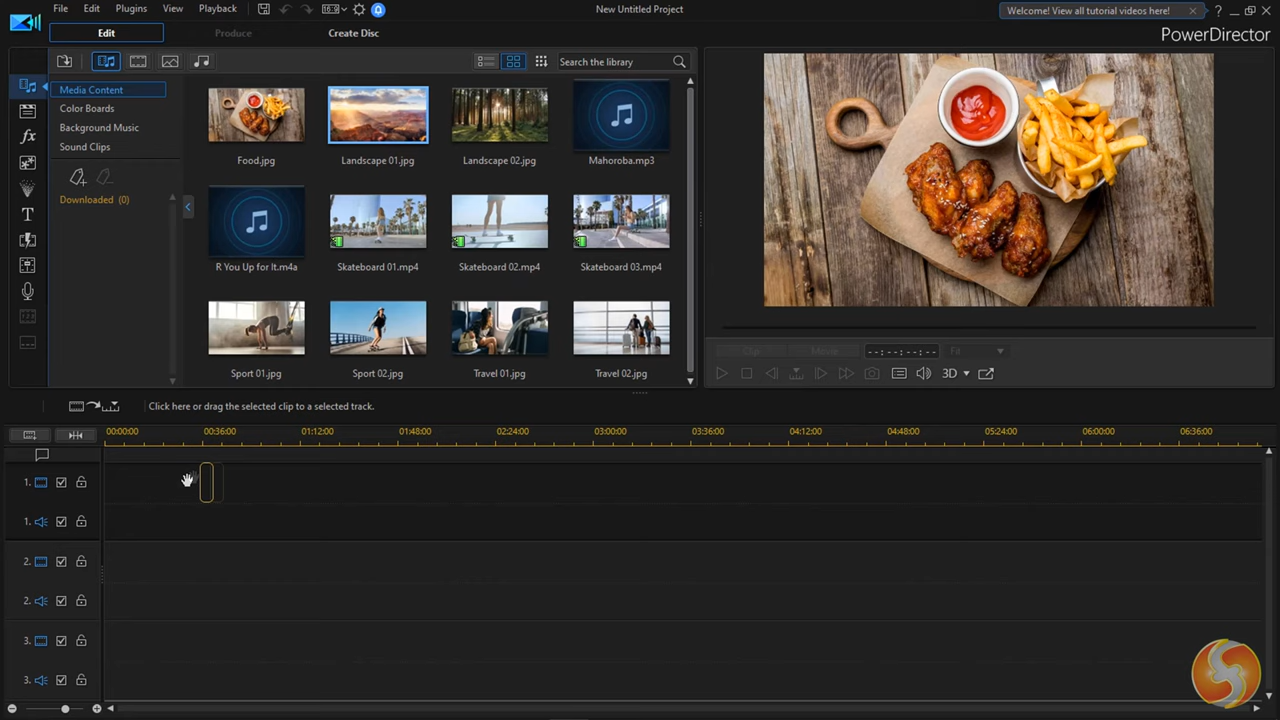 File Edit Plugins View Playback 16:9 New Untitled Project Welcome! View all tutorial videos here! ?
Edit Produce Create Disc PowerDirector
Search the library
Media Content
Color Boards
Background Music
Sound Clips
Downloaded (0)
fx
T
Food.jpg Landscape 01.jpg Landscape 02.jpg Mahoroba.mp3
R You Up for It.m4a Skateboard 01.mp4 Skateboard 02.mp4 Skateboard 03.mp4
Sport 01.jpg Sport 02.jpg Travel 01.jpg Travel 02.jpg
Clip Movie --:--:--:-- Fit
3D
Click here or drag the selected clip to a selected track.
00:00:00 00:36:00 01:12:00 01:48:00 02:24:00 03:00:00 03:36:00 04:12:00 04:48:00 05:24:00 06:00:00 06:36:00
1.
1.
2.
2.
3.
3.